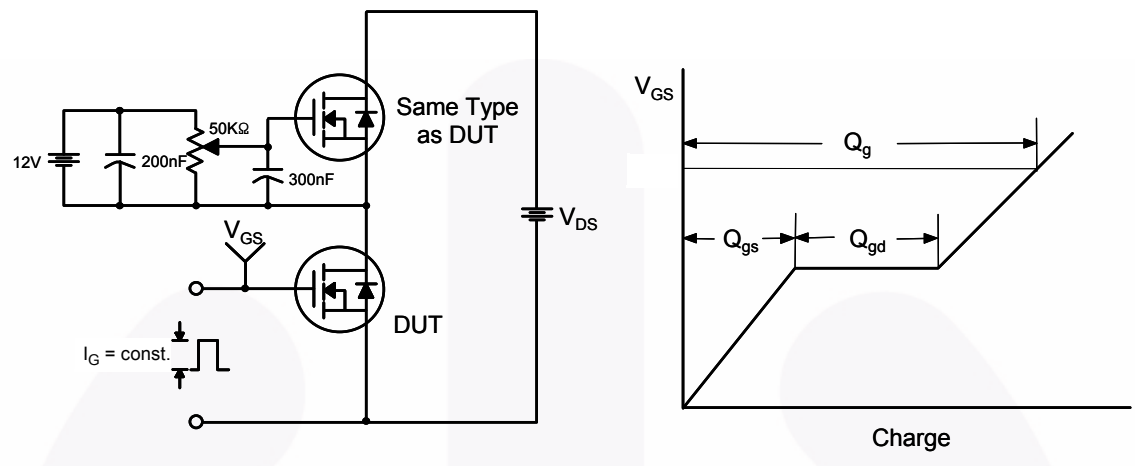 12V
200nF
50KΩ
300nF
Same Type
as DUT
V_DS
V_GS
DUT
I_G = const.
V_GS
Q_g
Q_gs
Q_gd
Charge